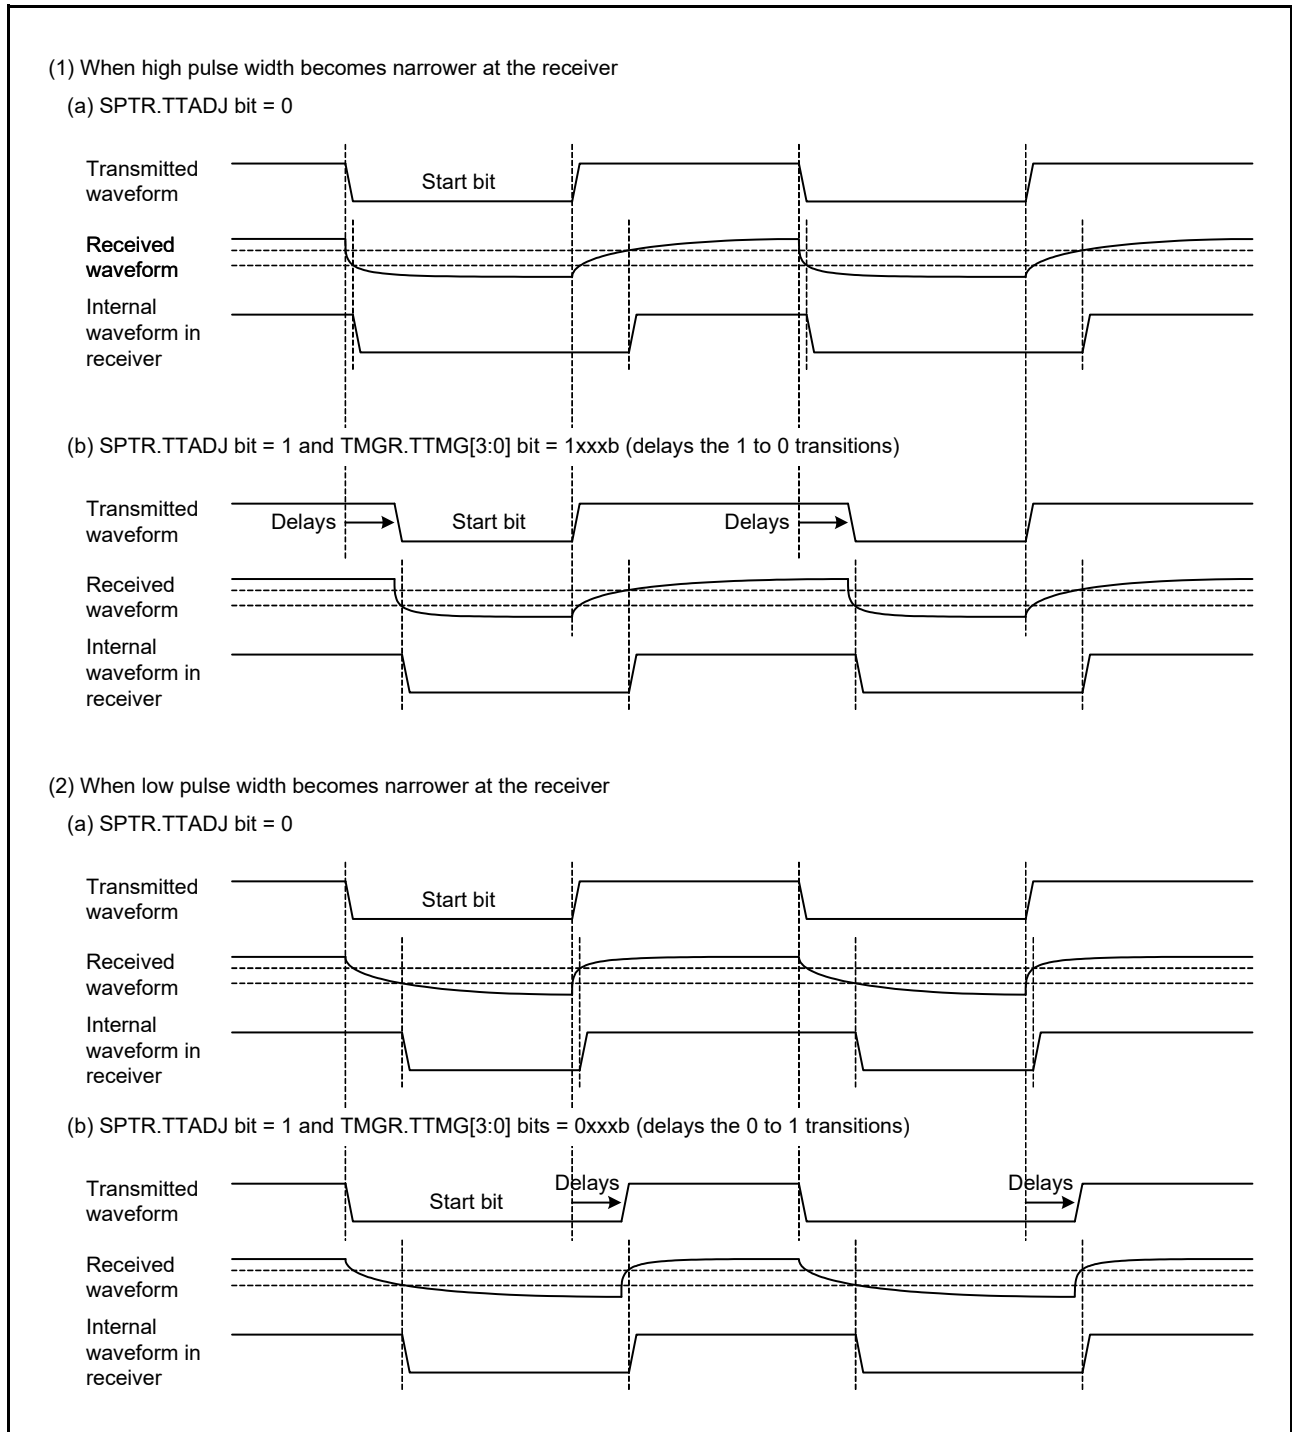 (1) When high pulse width becomes narrower at the receiver
(a) SPTR.TTADJ bit = 0
Transmitted
waveform
Start bit
Received
waveform
Internal
waveform in
receiver
(b) SPTR.TTADJ bit = 1 and TMGR.TTMG[3:0] bit = 1xxxb (delays the 1 to 0 transitions)
Transmitted
waveform
Delays
Start bit
Delays
Received
waveform
Internal
waveform in
receiver
(2) When low pulse width becomes narrower at the receiver
(a) SPTR.TTADJ bit = 0
Transmitted
waveform
Start bit
Received
waveform
Internal
waveform in
receiver
(b) SPTR.TTADJ bit = 1 and TMGR.TTMG[3:0] bits = 0xxxb (delays the 0 to 1 transitions)
Transmitted
waveform
Start bit
Delays
Delays
Received
waveform
Internal
waveform in
receiver